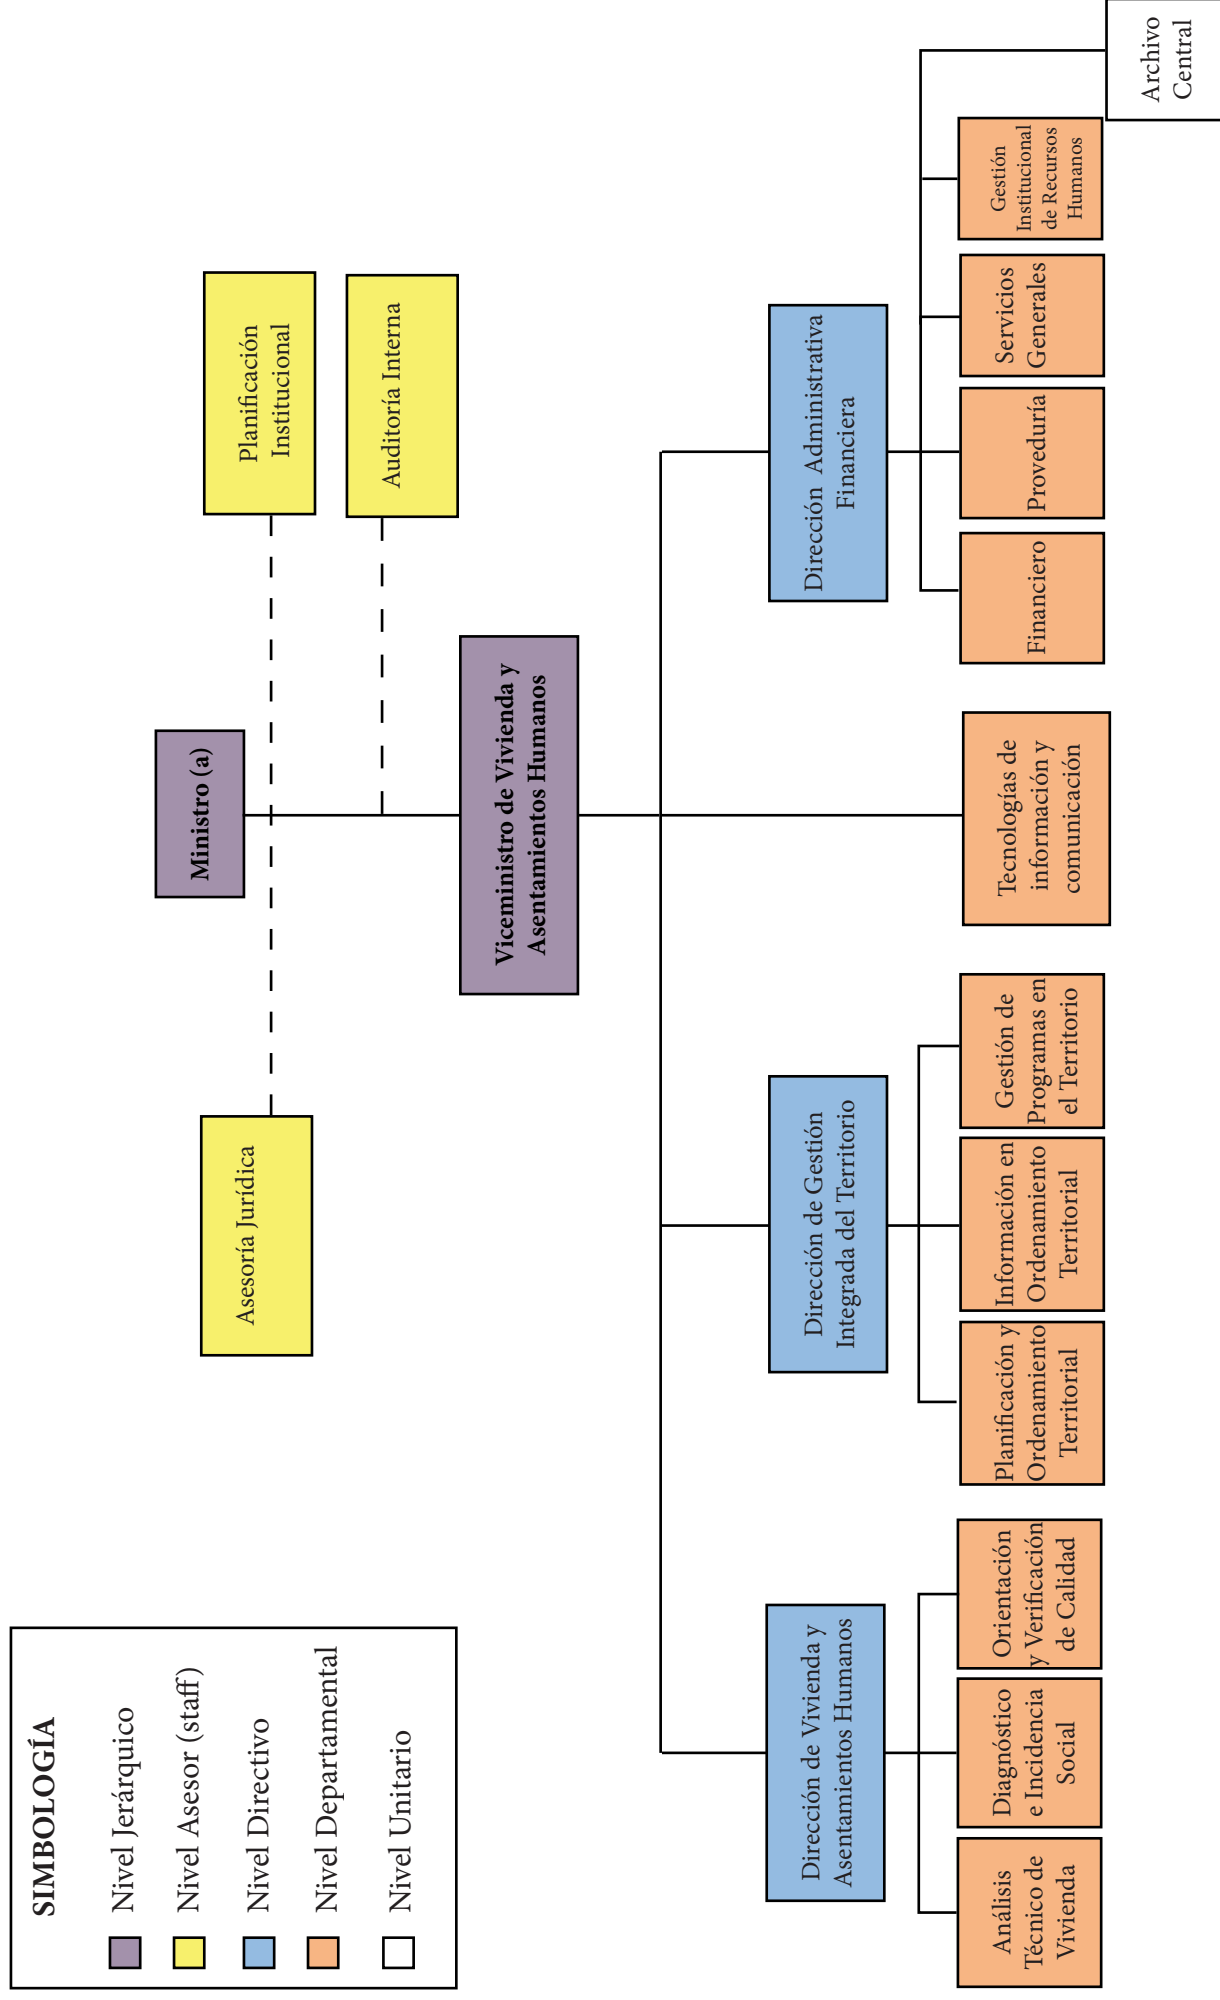 SIMBOLOGÍA
Nivel Jerárquico
Nivel Asesor (staff)
Nivel Directivo
Nivel Departamental
Nivel Unitario
Ministro (a)
Asesoría Jurídica
Planificación
Institucional
Auditoría Interna
Viceministro de Vivienda y
Asentamientos Humanos
Dirección de Vivienda y
Asentamientos Humanos
Dirección de Gestión
Integrada del Territorio
Dirección Administrativa
Financiera
Análisis
Técnico de
Vivienda
Diagnóstico
e Incidencia
Social
Orientación
y Verificación
de Calidad
Planificación y
Ordenamiento
Territorial
Información en
Ordenamiento
Territorial
Gestión de
Programas en
el Territorio
Tecnologías de
información y
comunicación
Financiero
Proveduría
Servicios
Generales
Gestión
Institucional
de Recursos
Humanos
Archivo
Central